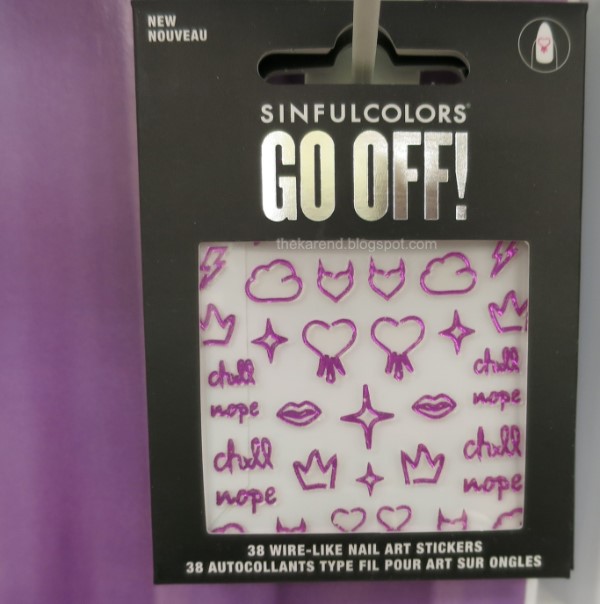 NEW
NOUVEAU
SINFULCOLORS®
GO OFF!
thekarend.blogspot.com
chill
nope
chill
nope
chill
nope
chill
nope
38 WIRE-LIKE NAIL ART STICKERS
38 AUTOCOLLANTS TYPE FIL POUR ART SUR ONGLES